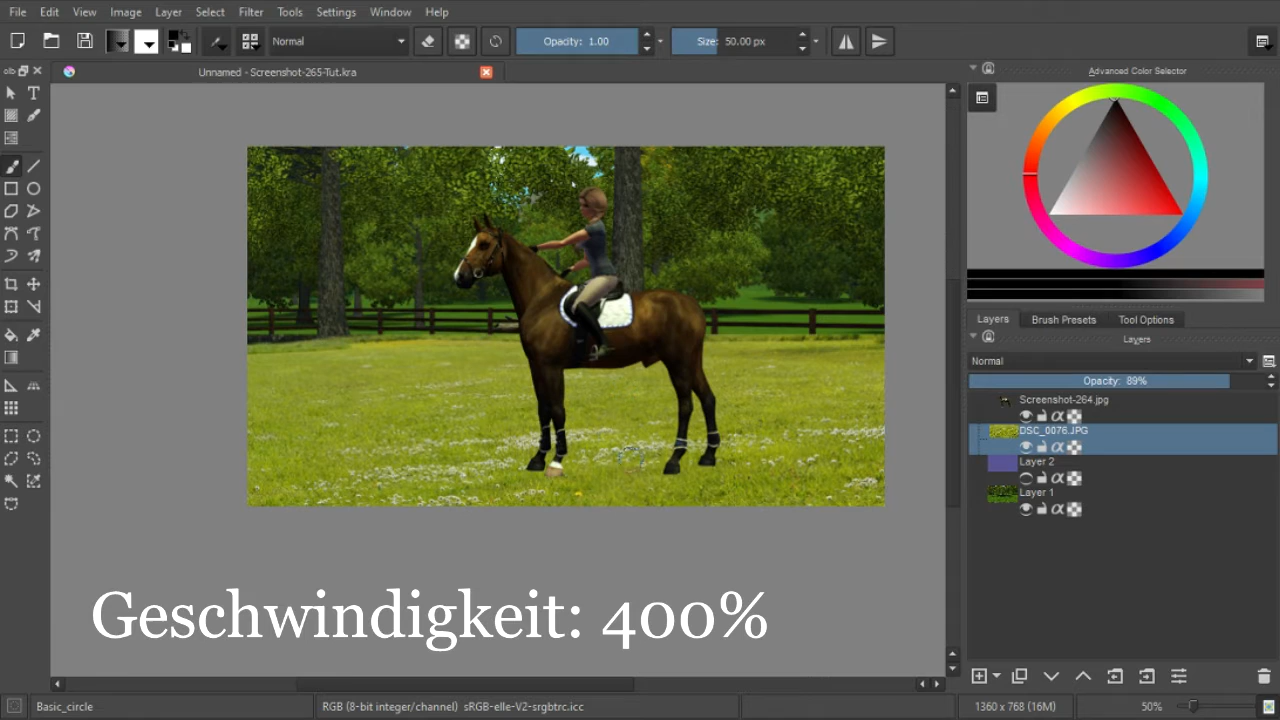 File Edit View Image Layer Select Filter Tools Settings Window Help
Normal Opacity: 1.00 Size: 50.00 px
Unnamed - Screenshot-265-Tut.kra
Advanced Color Selector
Layers Brush Presets Tool Options
Layers
Normal
Opacity: 89%
Screenshot-264.jpg
DSC_0076.JPG
Layer 2
Layer 1
Geschwindigkeit: 400%
Basic_circle RGB (8-bit integer/channel) sRGB-elle-V2-srgbtrc.icc 1360 x 768 (16M) 50%